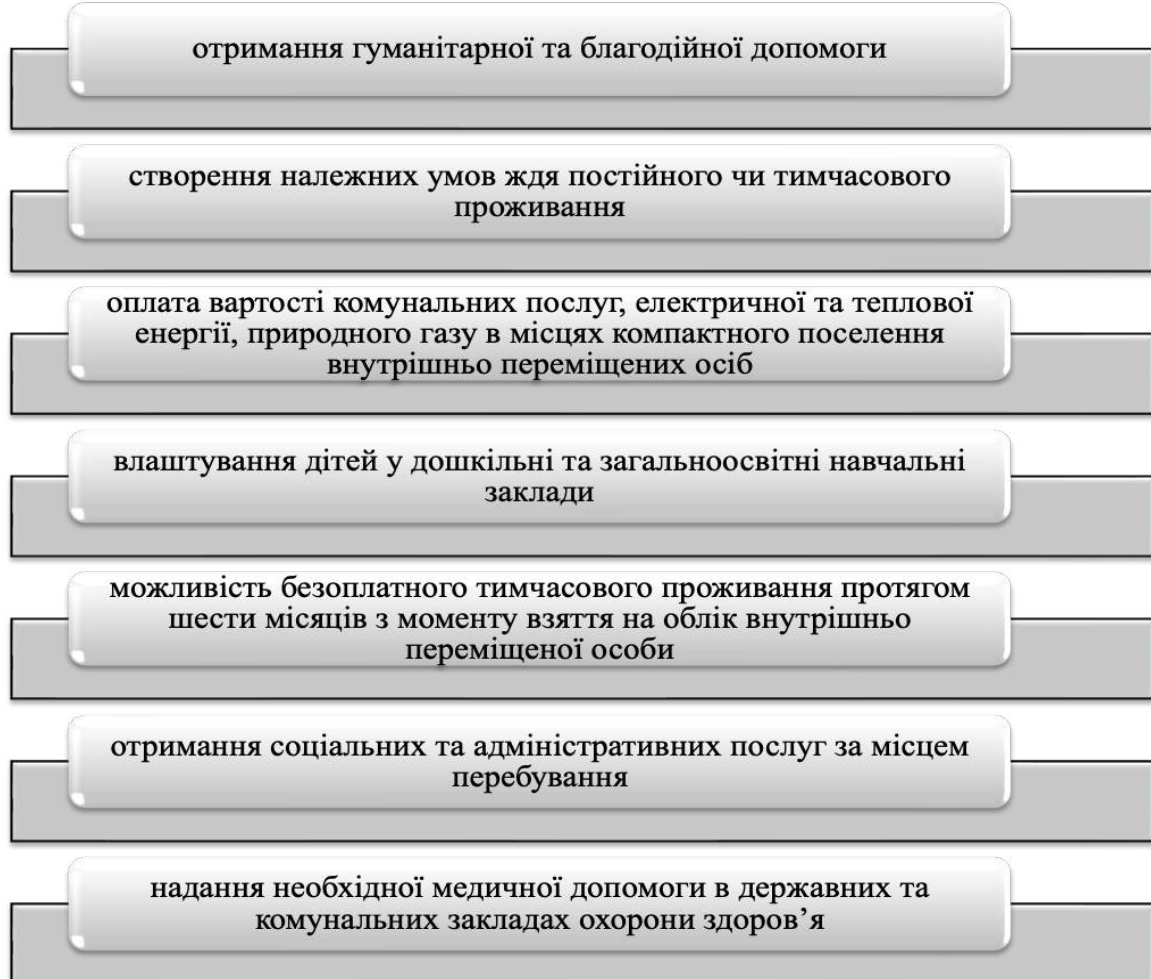 отримання гуманітарної та благодійної допомоги
створення належних умов ждя постійного чи тимчасового
проживання
оплата вартості комунальних послуг, електричної та теплової
енергії, природного газу в місцях компактного поселення
внутрішньо переміщених осіб
влаштування дітей у дошкільні та загальноосвітні навчальні
заклади
можливість безоплатного тимчасового проживання протягом
шести місяців з моменту взяття на облік внутрішньо
переміщеної особи
отримання соціальних та адміністративних послуг за місцем
перебування
надання необхідної медичної допомоги в державних та
комунальних закладах охорони здоров’я